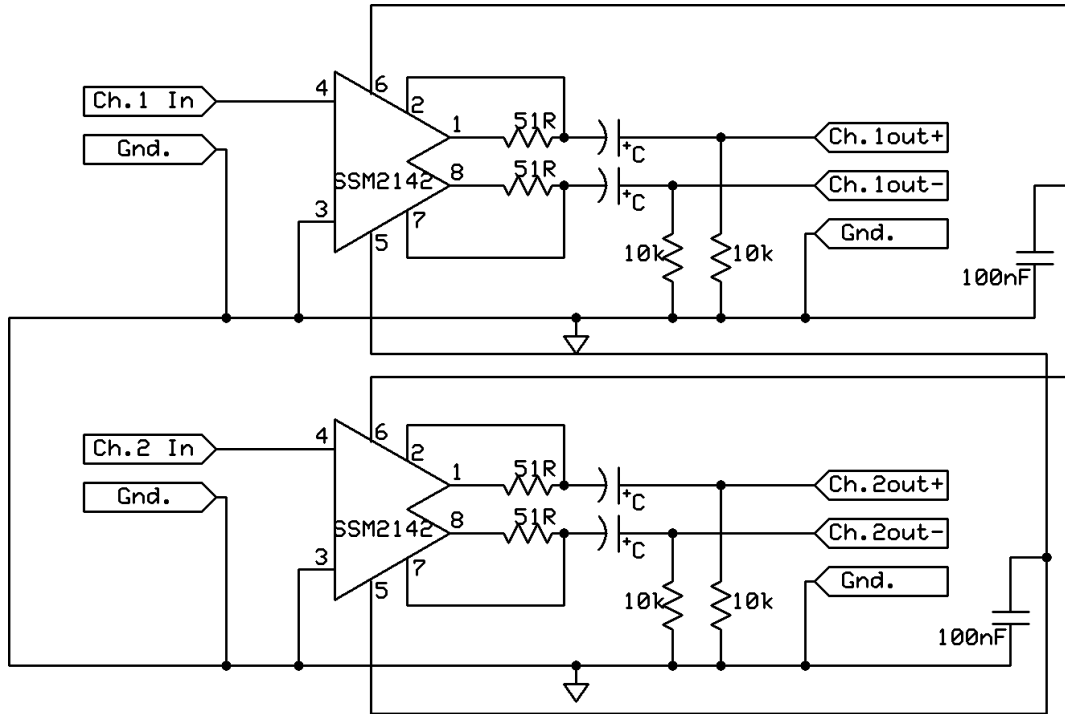 6
Ch.1 In
4
2
51R
1
Ch.1out+
+C
Gnd.
SSM2142
51R
8
Ch.1out-
+C
3
7
5
10k
10k
Gnd.
100nF
6
Ch.2 In
4
2
51R
1
Ch.2out+
+C
Gnd.
SSM2142
51R
8
Ch.2out-
+C
3
7
5
10k
10k
Gnd.
100nF